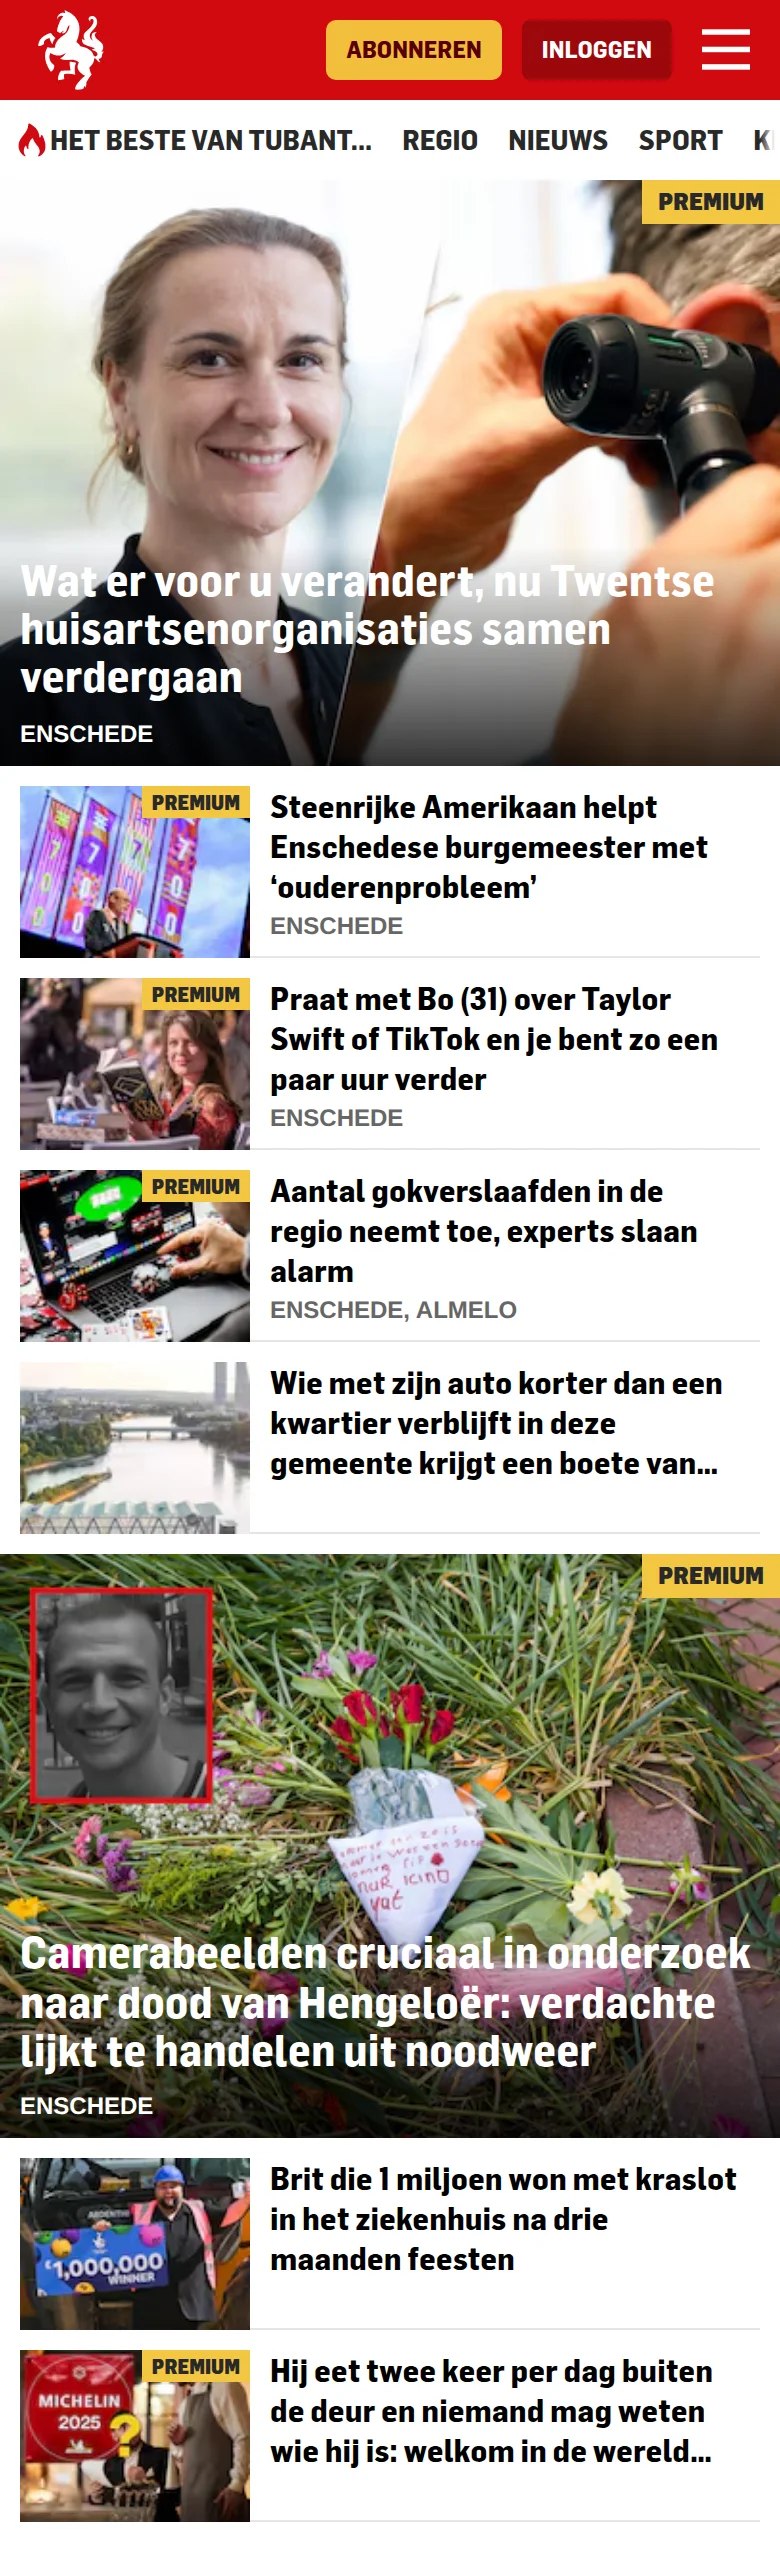 ABONNEREN
INLOGGEN
HET BESTE VAN TUBANT...
REGIO
NIEUWS
SPORT
PREMIUM
Wat er voor u verandert, nu Twentse
huisartsenorganisaties samen
verdergaan
ENSCHEDE
PREMIUM
7
7
7
0
0
0
0
Steenrijke Amerikaan helpt
Enschedese burgemeester met
‘ouderenprobleem’
ENSCHEDE
PREMIUM
Praat met Bo (31) over Taylor
Swift of TikTok en je bent zo een
paar uur verder
ENSCHEDE
PREMIUM
Aantal gokverslaafden in de
regio neemt toe, experts slaan
alarm
ENSCHEDE, ALMELO
Wie met zijn auto korter dan een
kwartier verblijft in deze
gemeente krijgt een boete van...
PREMIUM
Camerabeelden cruciaal in onderzoek
naar dood van Hengeloër: verdachte
lijkt te handelen uit noodweer
ENSCHEDE
1,000,000
WINNER
Brit die 1 miljoen won met kraslot
in het ziekenhuis na drie
maanden feesten
PREMIUM
MICHELIN
2025
?
Hij eet twee keer per dag buiten
de deur en niemand mag weten
wie hij is: welkom in de wereld...